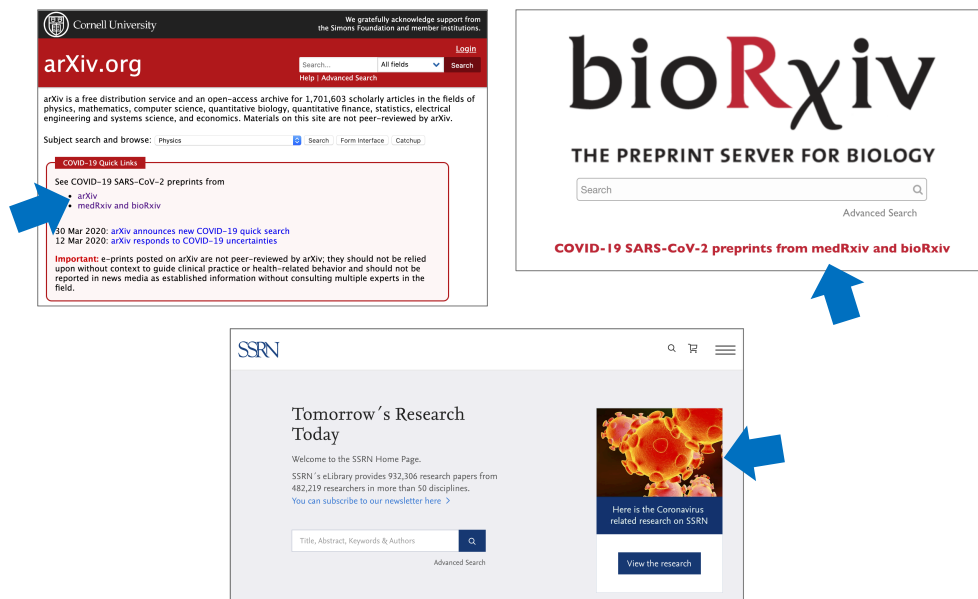 Cornell University
We gratefully acknowledge support from
the Simons Foundation and member institutions.
Login
arXiv.org
Search...
All fields
Search
Help | Advanced Search
arXiv is a free distribution service and an open-access archive for 1,701,603 scholarly articles in the fields of
physics, mathematics, computer science, quantitative biology, quantitative finance, statistics, electrical
engineering and systems science, and economics. Materials on this site are not peer-reviewed by arXiv.
Subject search and browse: Physics Search Form Interface Catchup
COVID-19 Quick Links
See COVID-19 SARS-CoV-2 preprints from
• arXiv
• medRxiv and bioRxiv
30 Mar 2020: arXiv announces new COVID-19 quick search
12 Mar 2020: arXiv responds to COVID-19 uncertainties
Important: e-prints posted on arXiv are not peer-reviewed by arXiv; they should not be relied
upon without context to guide clinical practice or health-related behavior and should not be
reported in news media as established information without consulting multiple experts in the
field.
bioRχiv
THE PREPRINT SERVER FOR BIOLOGY
Search
Advanced Search
COVID-19 SARS-CoV-2 preprints from medRxiv and bioRxiv
SSRN
Tomorrow´s Research
Today
Welcome to the SSRN Home Page.
SSRN´s eLibrary provides 932,306 research papers from
482,219 researchers in more than 50 disciplines.
You can subscribe to our newsletter here >
Title, Abstract, Keywords & Authors
Advanced Search
Here is the Coronavirus
related research on SSRN
View the research